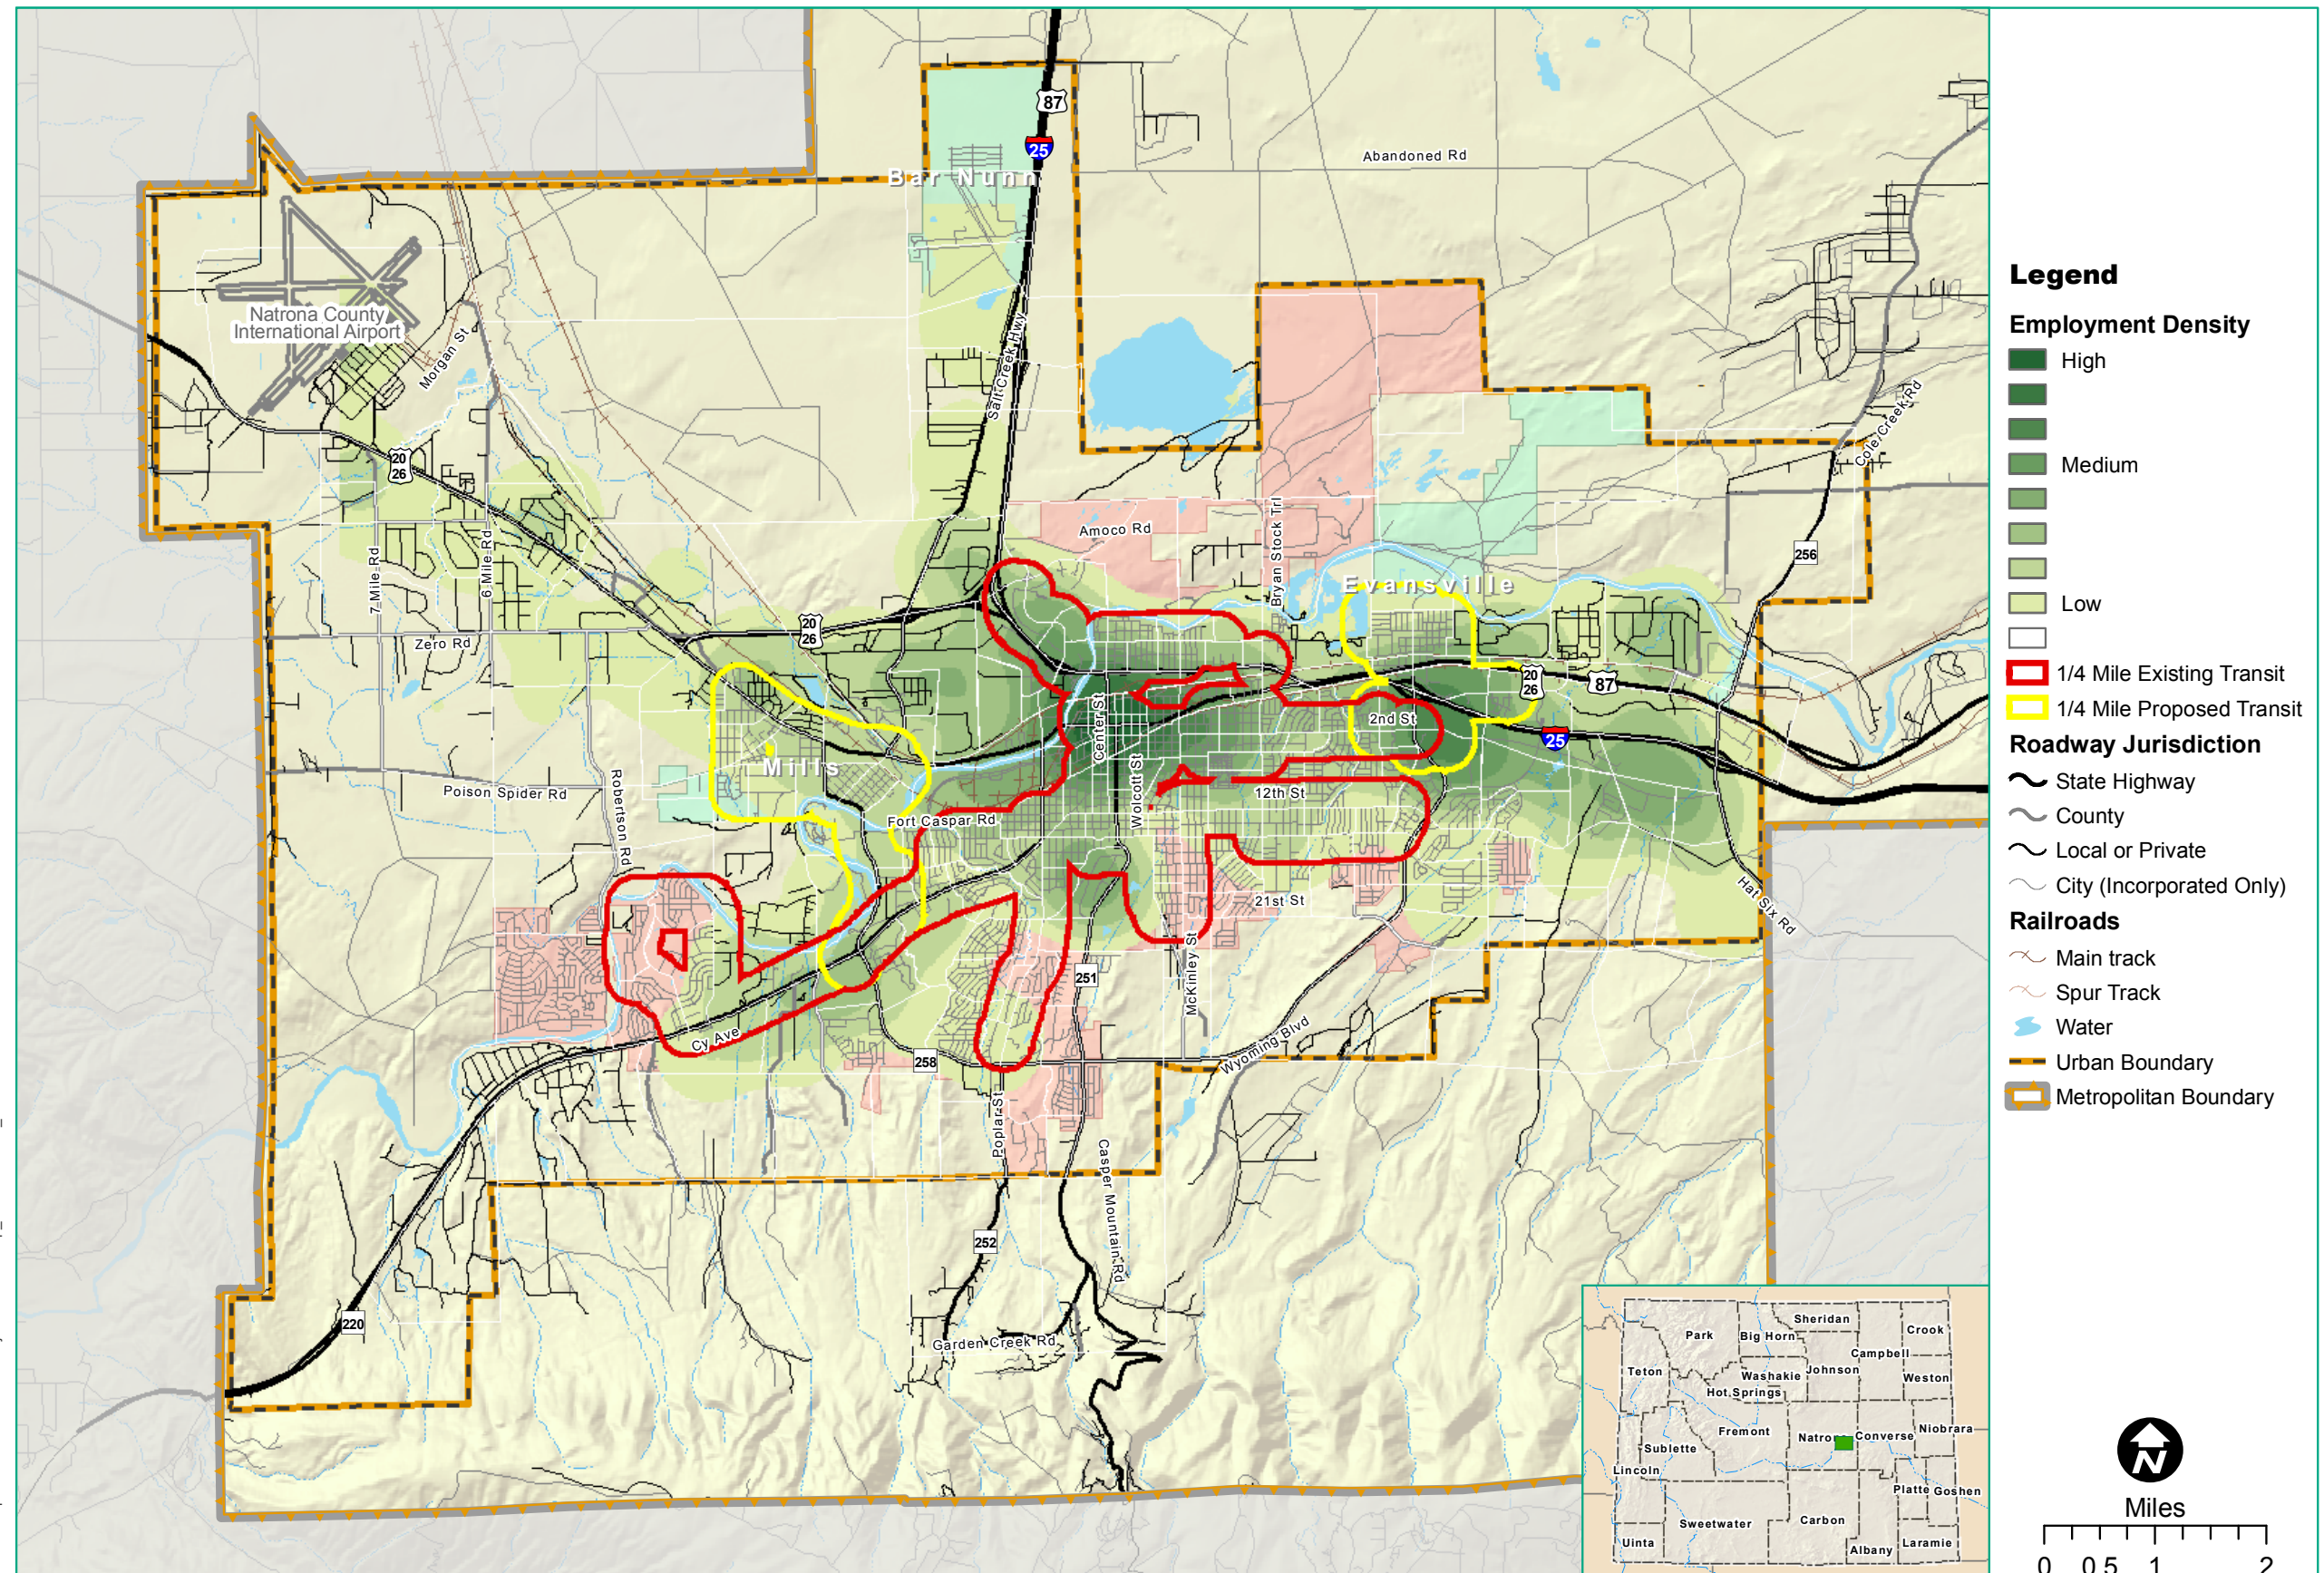 87
25
Bar Nunn
Abandoned Rd
Natrona County
International Airport
Morgan St
Salt Creek Hwy
Cole Creek Rd
20
26
7 Mile Rd
6 Mile Rd
Amoco Rd
Bryan Stock Trl
256
Evansville
Zero Rd
20
26
20
26
87
2nd St
25
Center St
Wolcott St
Mills
Poison Spider Rd
Robertson Rd
Fort Caspar Rd
12th St
21st St
Hat Six Rd
McKinley St
251
Cy Ave
258
Wyoming Blvd
Poplar St
Casper Mountain Rd
252
220
Garden Creek Rd
Legend
Employment Density
High
Medium
Low
1/4 Mile Existing Transit
1/4 Mile Proposed Transit
Roadway Jurisdiction
State Highway
County
Local or Private
City (Incorporated Only)
Railroads
Main track
Spur Track
Water
Urban Boundary
Metropolitan Boundary
Park
Big Horn
Sheridan
Crook
Campbell
Teton
Washakie
Johnson
Weston
Hot Springs
Fremont
Converse
Niobrara
Sublette
Lincoln
Platte
Goshen
Sweetwater
Carbon
Uinta
Albany
Laramie
N
Miles
0 0.5 1 2